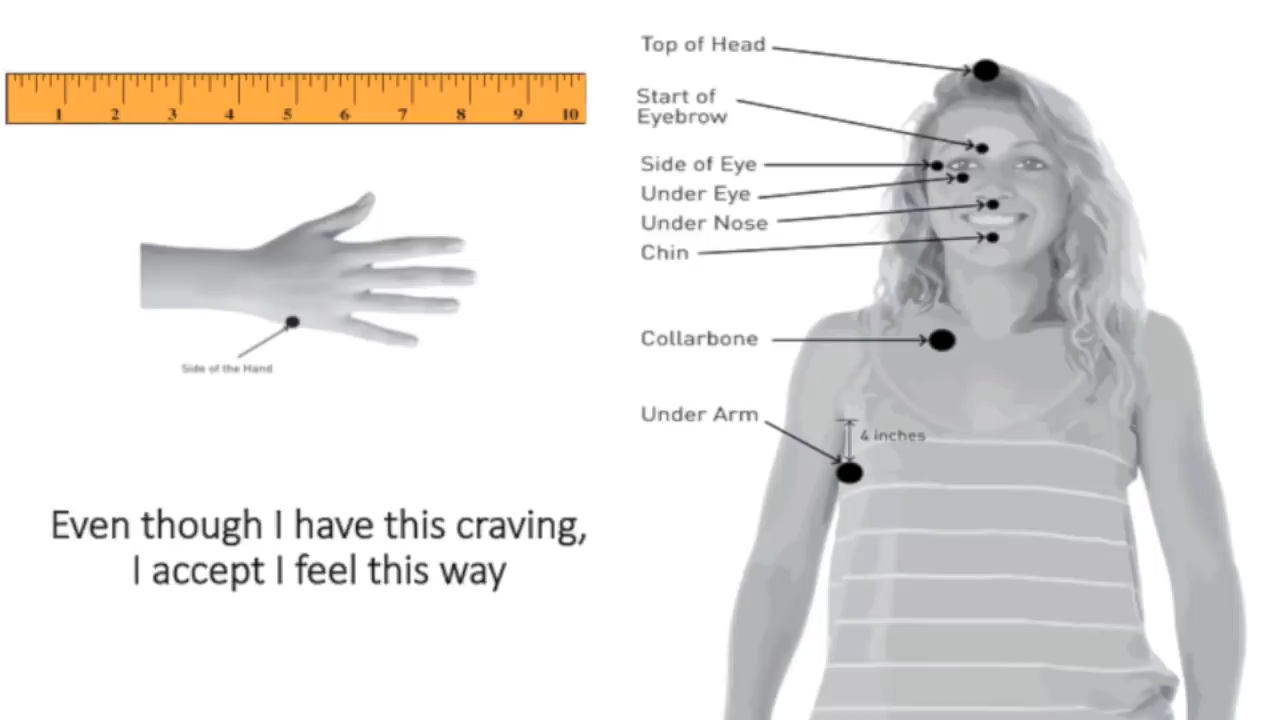 1 2 3 4 5 6 7 8 9 10
Side of the Hand
Even though I have this craving,
I accept I feel this way
Top of Head
Start of
Eyebrow
Side of Eye
Under Eye
Under Nose
Chin
Collarbone
Under Arm
4 inches